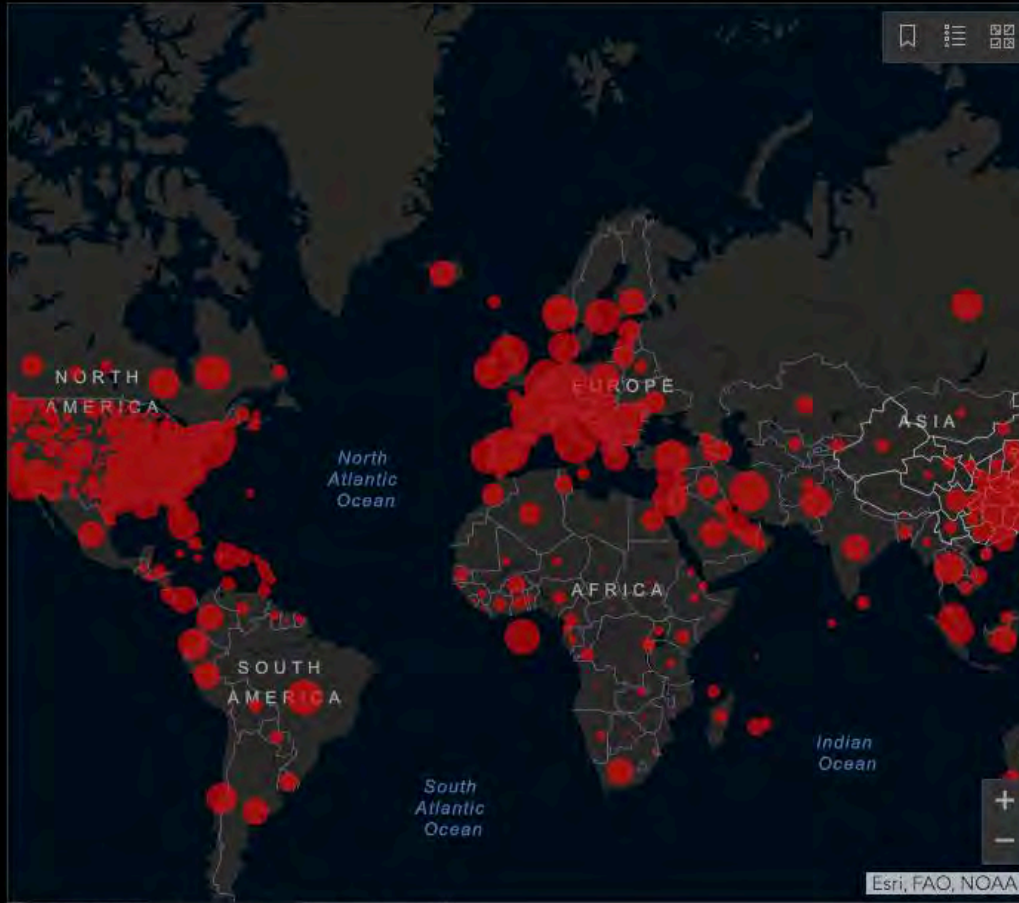 NORTH
AMERICA
EUROPE
ASIA
North
Atlantic
Ocean
AFRICA
SOUTH
AMERICA
Indian
Ocean
South
Atlantic
Ocean
+
−
Esri, FAO, NOAA